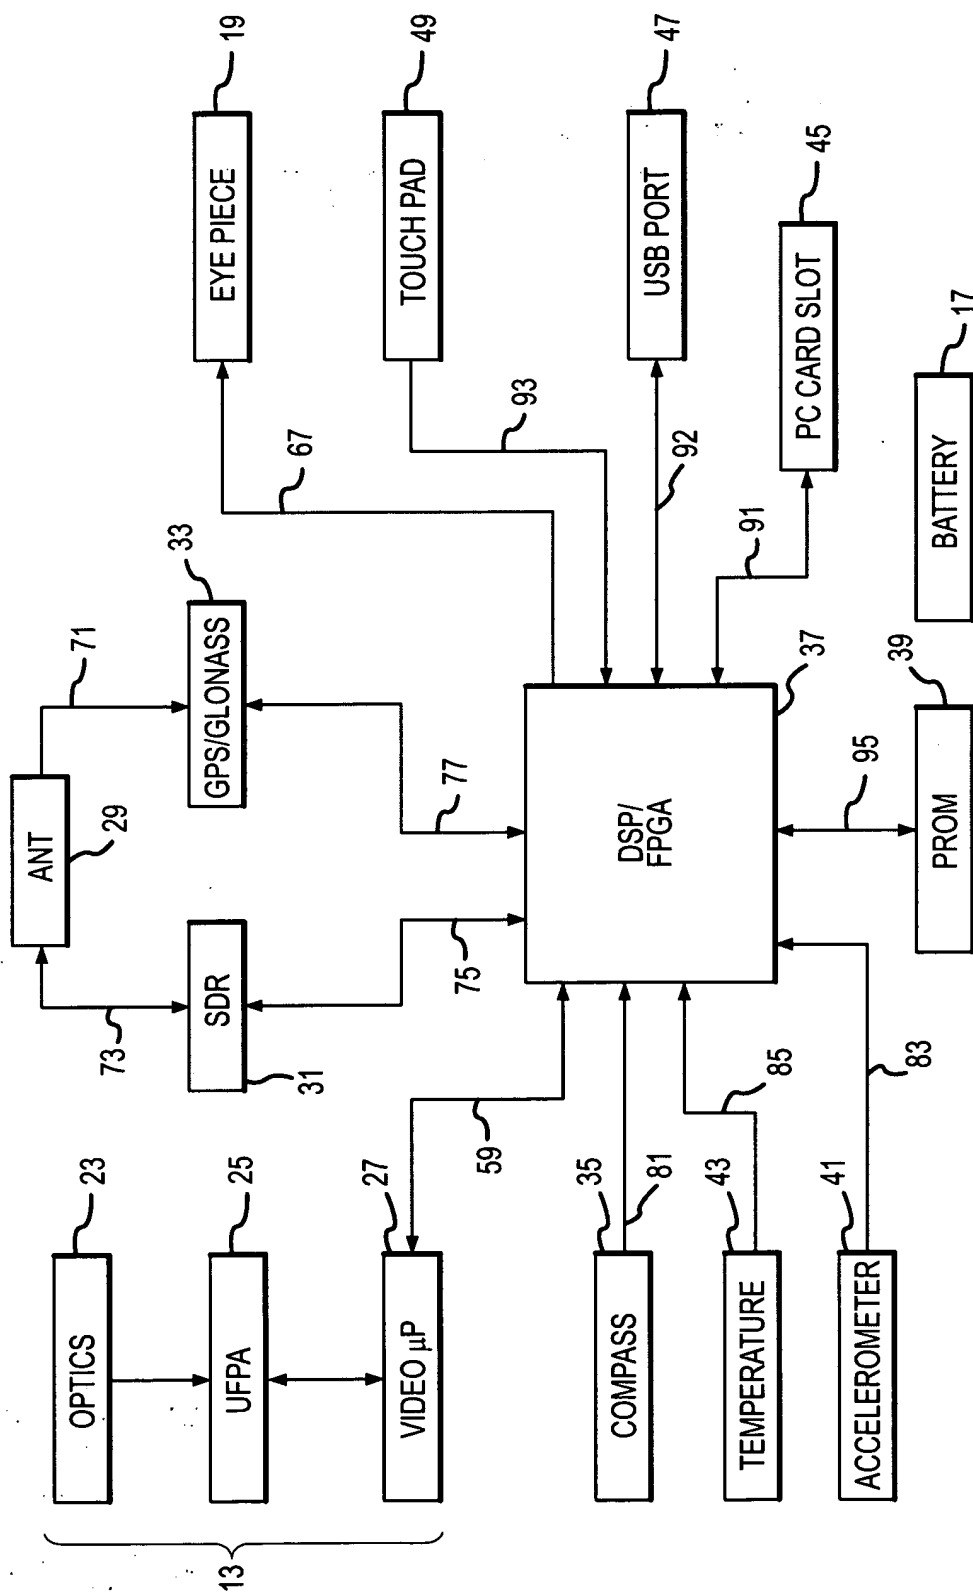 13
OPTICS
23
UFPA
25
VIDEO μP
27
59
ANT
29
73
71
SDR
31
GPS/GLONASS
33
75
77
EYE PIECE
19
67
TOUCH PAD
49
93
USB PORT
47
92
PC CARD SLOT
45
91
DSP/
FPGA
37
COMPASS
35
81
TEMPERATURE
43
85
ACCELEROMETER
41
83
PROM
39
95
BATTERY
17